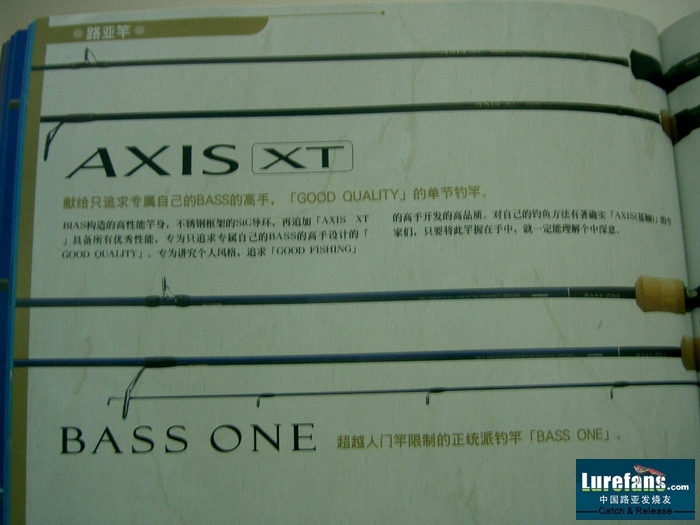 路亚竿
AXIS XT
AXIS XT
献给只追求专属自己的BASS的高手，「GOOD QUALITY」的单节钓竿。
BIAS构造的高性能竿身，不锈钢框架的SiC导环，再追加「AXIS XT
」具备所有优秀性能，专为只追求专属自己的BASS的高手设计的「
GOOD QUALITY」。专为讲究个人风格，追求「GOOD FISHING」
的高手开发的高品质。对自己的钓鱼方法有著确实「AXIS(基轴)」的专
家们，只要将此竿握在手中，就一定能理解个中深意。
BASS ONE
BASS ONE
BASS ONE
超越入门竿限制的正统派钓竿「BASS ONE」。
Lurefans.com
中国路亚发烧友
Catch & Release